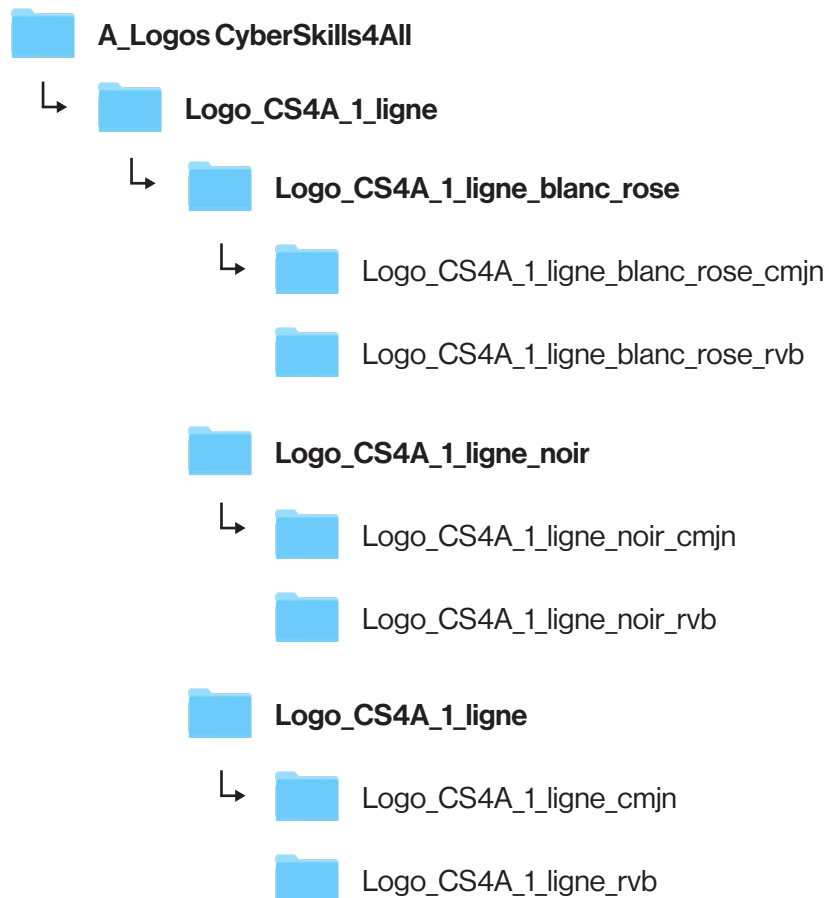 A_Logos CyberSkills4All
Logo_CS4A_1_ligne
Logo_CS4A_1_ligne_blanc_rose
Logo_CS4A_1_ligne_blanc_rose_cmjn
Logo_CS4A_1_ligne_blanc_rose_rvb
Logo_CS4A_1_ligne_noir
Logo_CS4A_1_ligne_noir_cmjn
Logo_CS4A_1_ligne_noir_rvb
Logo_CS4A_1_ligne
Logo_CS4A_1_ligne_cmjn
Logo_CS4A_1_ligne_rvb